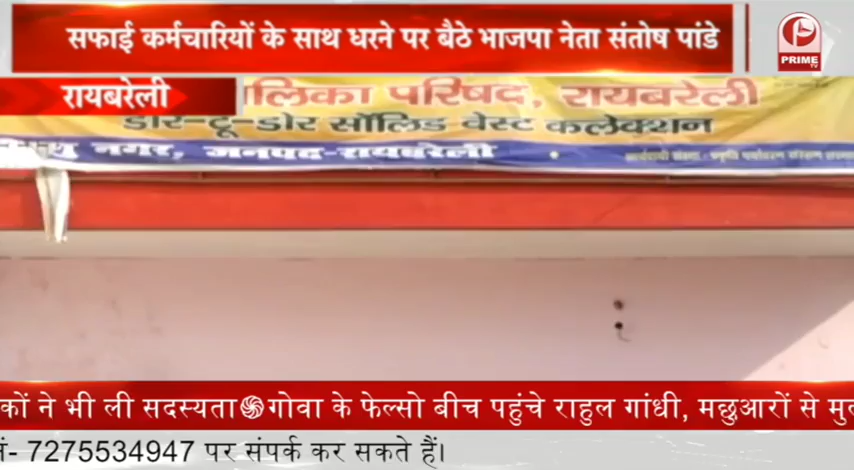 सफाई कर्मचारियों के साथ धरने पर बैठे भाजपा नेता संतोष पांडे
PRIME TV
रायबरेली
लिका परिषद, रायबरेली
डोर-टू-डोर सॉलिड वेस्ट कलेक्शन
नगर, जनपद-रायबरेली
कों ने भी ली सदस्यता गोवा के फेल्सो बीच पहुंचे राहुल गांधी, मछुआरों से मु
नं- 7275534947 पर संपर्क कर सकते हैं।